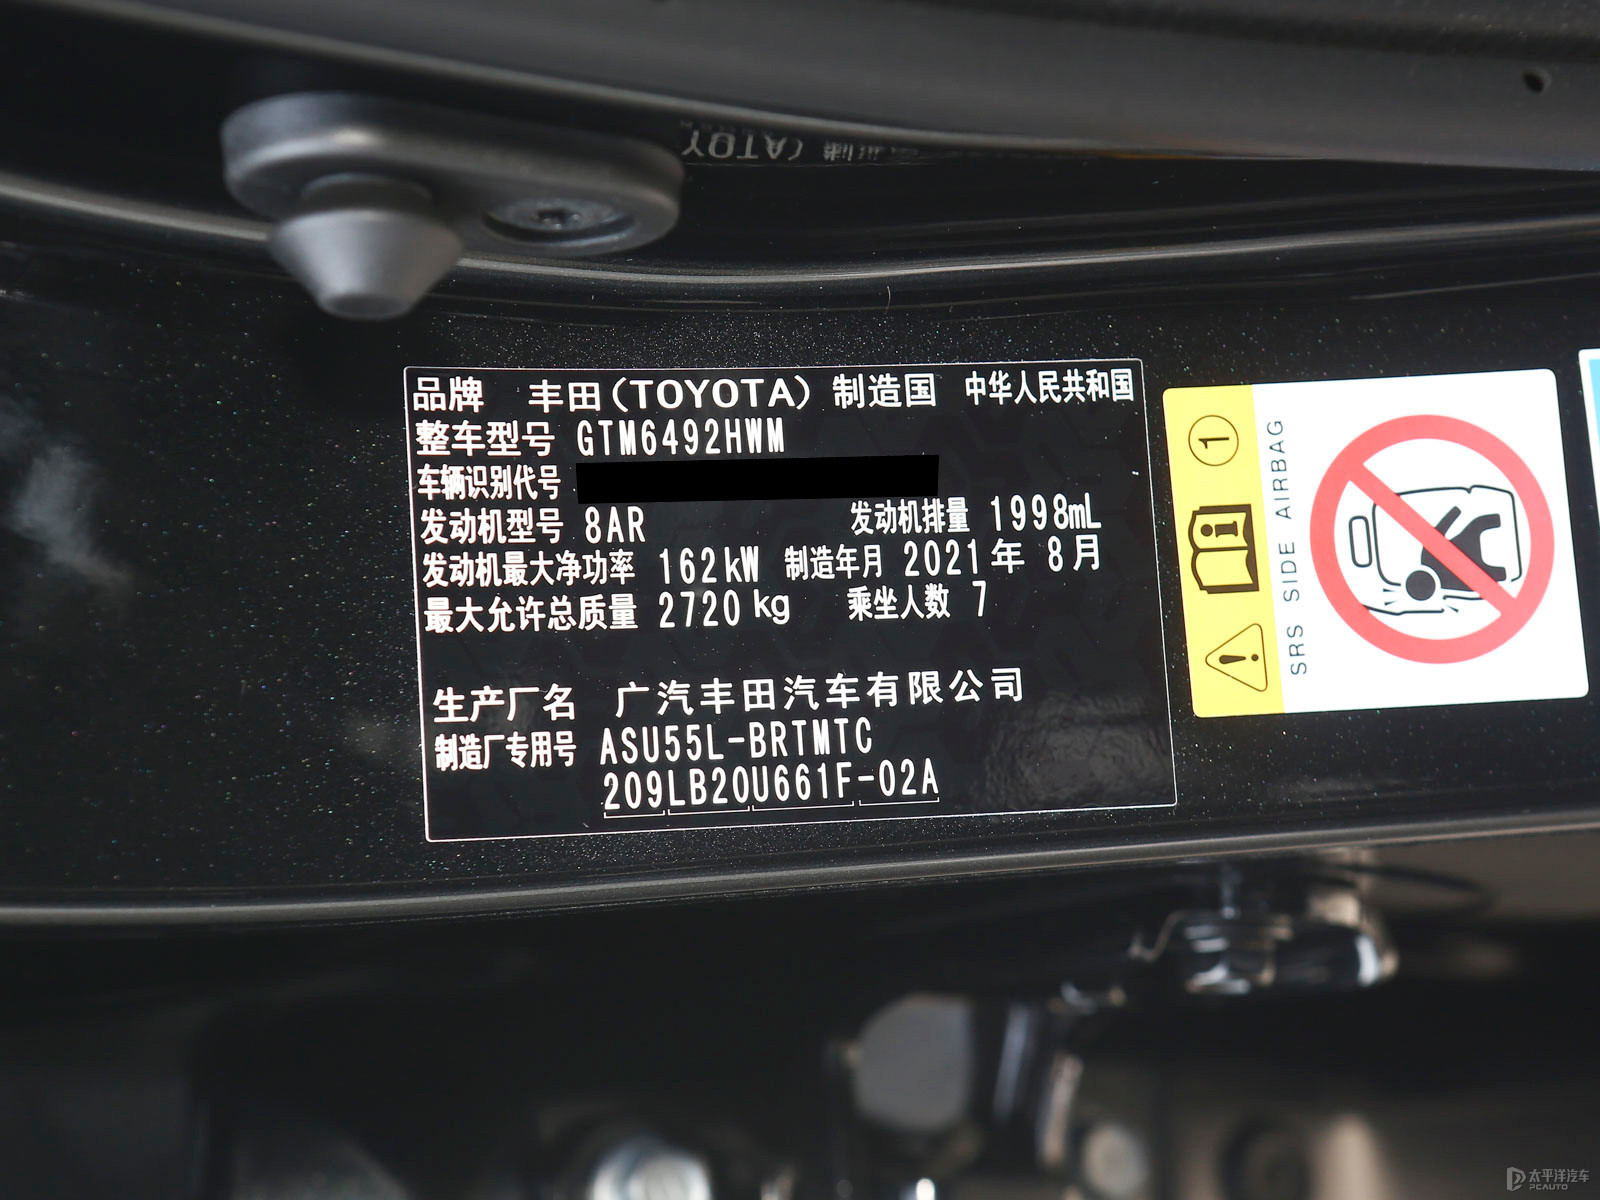 YOTA) 制造
品牌 丰田(TOYOTA) 制造国 中华人民共和国
整车型号 GTM6492HWM
车辆识别代号
发动机型号 8AR 发动机排量 1998mL
发动机最大净功率 162kW 制造年月 2021年 8月
最大允许总质量 2720kg 乘坐人数 7
生产厂名 广汽丰田汽车有限公司
制造厂专用号 ASU55L-BRTMTC
209LB20U661F-02A
1
SRS SIDE AIRBAG
太平洋汽车
PCAUTO